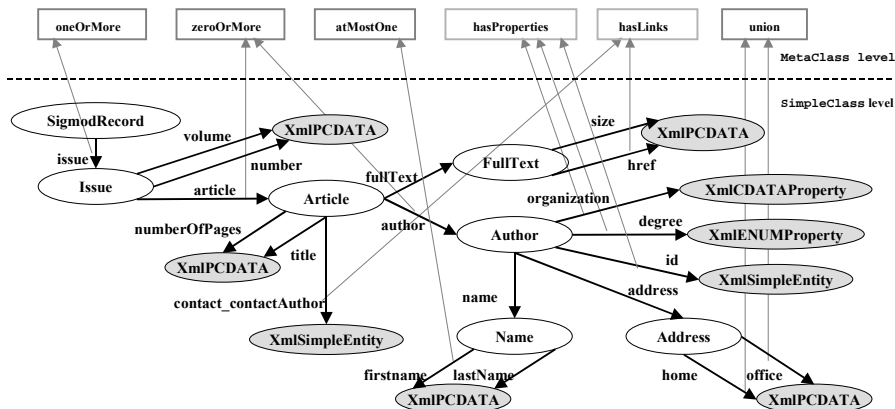 oneOrMore
zeroOrMore
atMostOne
hasProperties
hasLinks
union
MetaClass level
SimpleClass level
SigmodRecord
volume
XmlPCDATA
size
XmlPCDATA
issue
number
fullText
FullText
href
Issue
article
Article
organization
XmlCDATAProperty
numberOfPages
author
Author
degree
XmlENUMProperty
title
XmlPCDATA
id
XmlSimpleEntity
contact_contactAuthor
name
address
XmlSimpleEntity
Name
Address
firstname
lastName
home
office
XmlPCDATA
XmlPCDATA